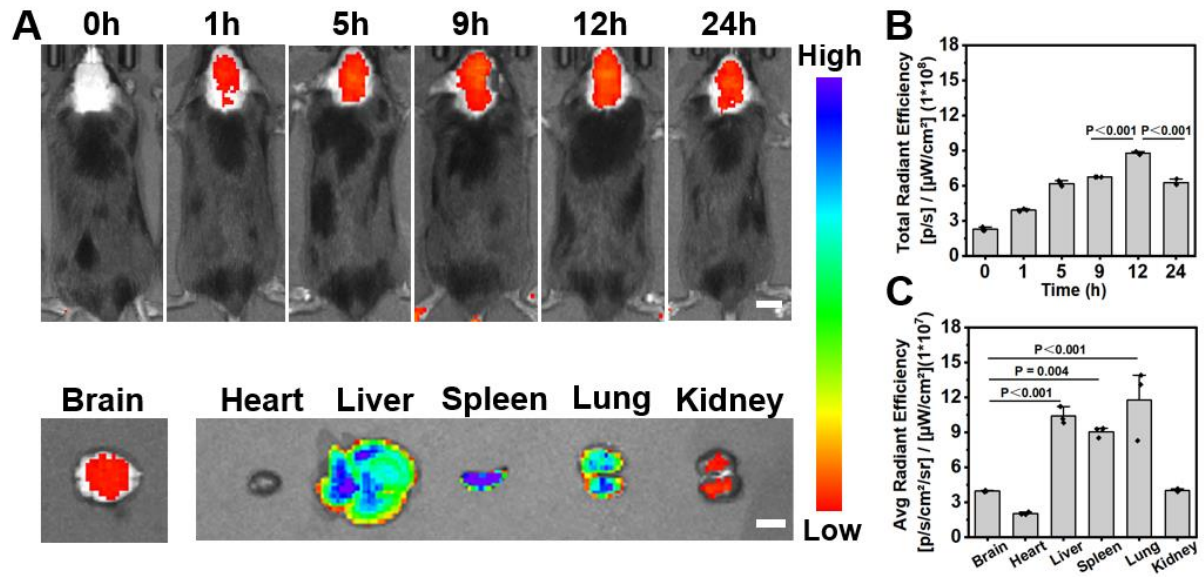 A
0h 1h 5h 9h 12h 24h
High
Low
Brain Heart Liver Spleen Lung Kidney
B
Total Radiant Efficiency
[p/s] / [µW/cm²] (1*10⁸)
18
15
12
9
6
3
0
P<0.001 P<0.001
0 1 5 9 12 24
Time (h)
C
Avg Radiant Efficiency
[p/s/cm²/sr] / [µW/cm²](1*10⁷)
18
15
12
9
6
3
0
P<0.001
P = 0.004
P<0.001
Brain Heart Liver Spleen Lung Kidney